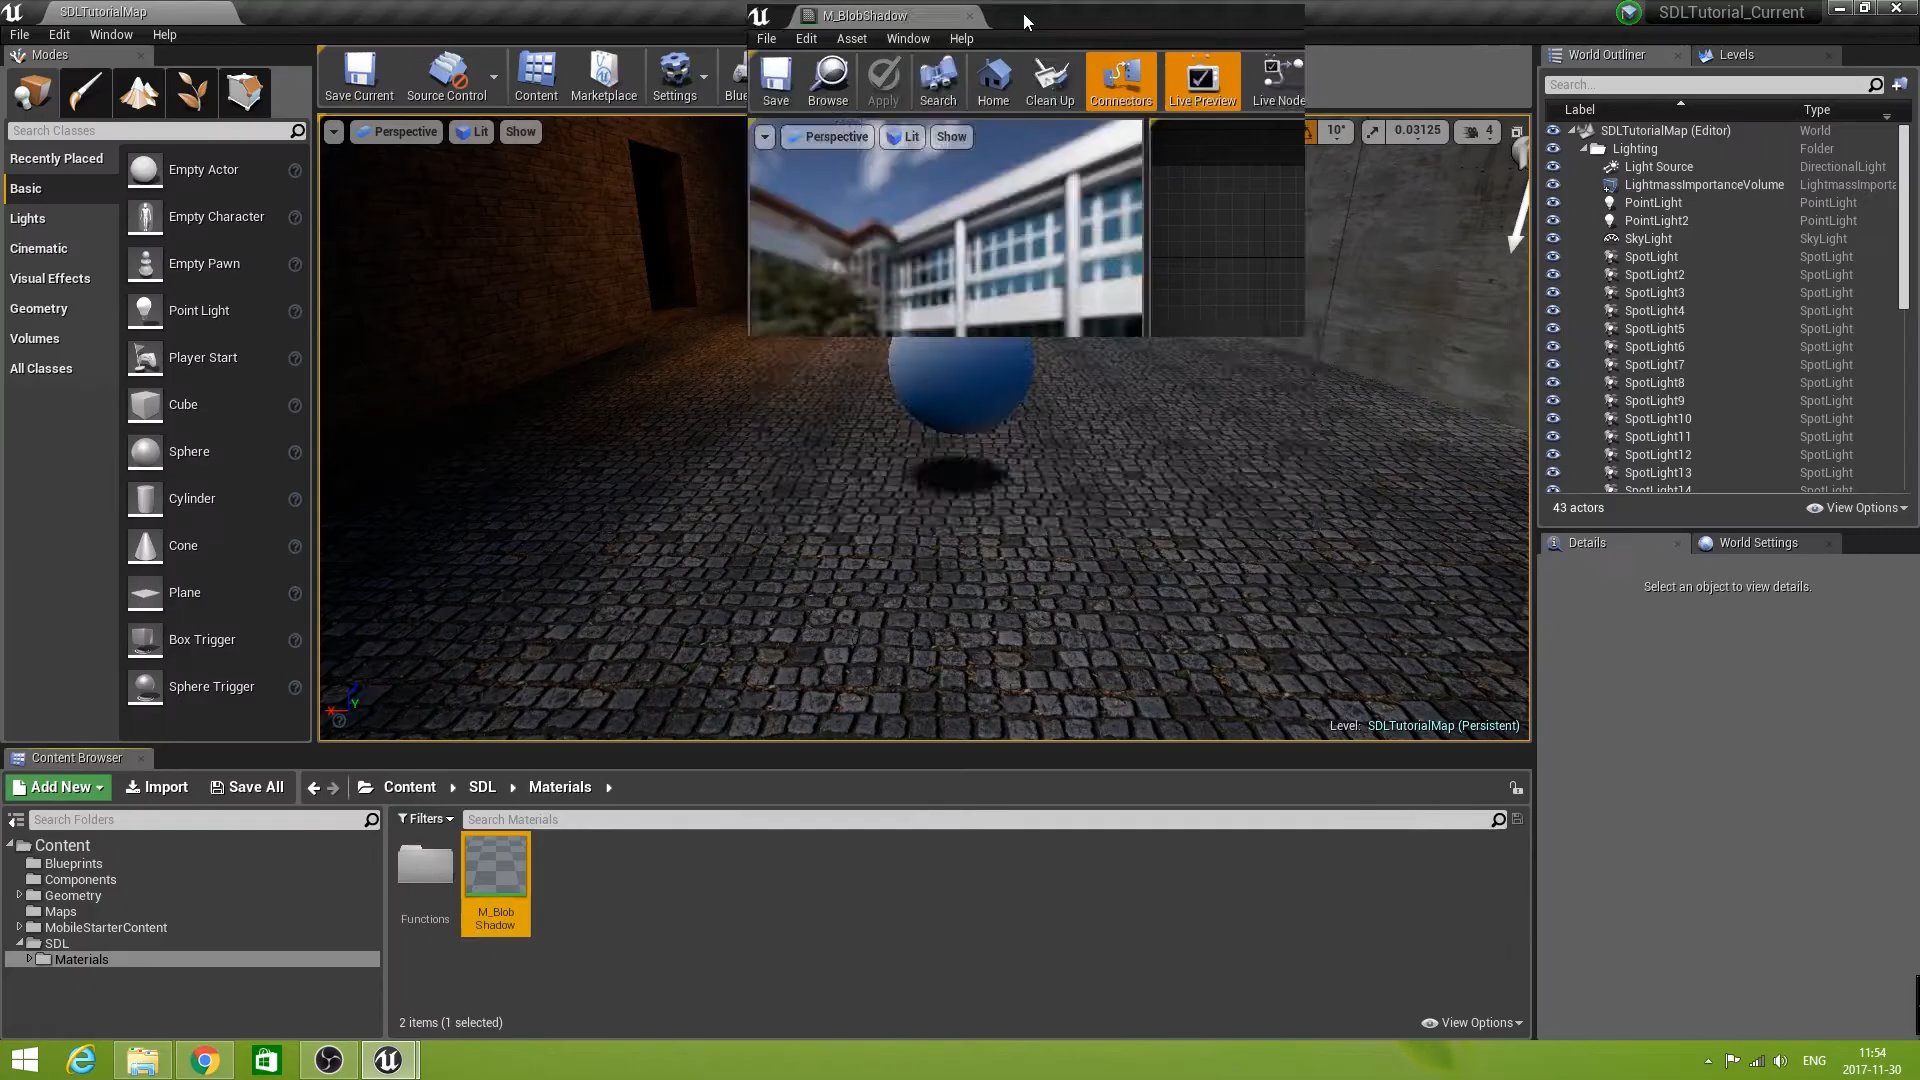 SDLTutorialMap
M_BlobShadow
SDLTutorial_Current
File Edit Window Help
File Edit Asset Window Help
Modes
World Outliner
Levels
Save Current
Source Control
Content
Marketplace
Settings
Save
Browse
Apply
Search
Home
Clean Up
Connectors
Live Preview
Live Node
Search...
Label Type
Search Classes
Perspective Lit Show
Perspective Lit Show
10° 0.03125 4
Recently Placed
Basic
Lights
Cinematic
Visual Effects
Geometry
Volumes
All Classes
Empty Actor
Empty Character
Empty Pawn
Point Light
Player Start
Cube
Sphere
Cylinder
Cone
Plane
Box Trigger
Sphere Trigger
SDLTutorialMap (Editor) World
Lighting Folder
Light Source DirectionalLight
LightmassImportanceVolume LightmassImporta
PointLight PointLight
PointLight2 PointLight
SkyLight SkyLight
SpotLight SpotLight
SpotLight2 SpotLight
SpotLight3 SpotLight
SpotLight4 SpotLight
SpotLight5 SpotLight
SpotLight6 SpotLight
SpotLight7 SpotLight
SpotLight8 SpotLight
SpotLight9 SpotLight
SpotLight10 SpotLight
SpotLight11 SpotLight
SpotLight12 SpotLight
SpotLight13 SpotLight
SpotLight14 SpotLight
43 actors
View Options
Details
World Settings
Select an object to view details.
X Y
Level: SDLTutorialMap (Persistent)
Content Browser
Add New Import Save All Content SDL Materials
Search Folders
Filters
Search Materials
Content
Blueprints
Components
Geometry
Maps
MobileStarterContent
SDL
Materials
Functions
M_Blob
Shadow
2 items (1 selected)
View Options
ENG
11:54
2017-11-30